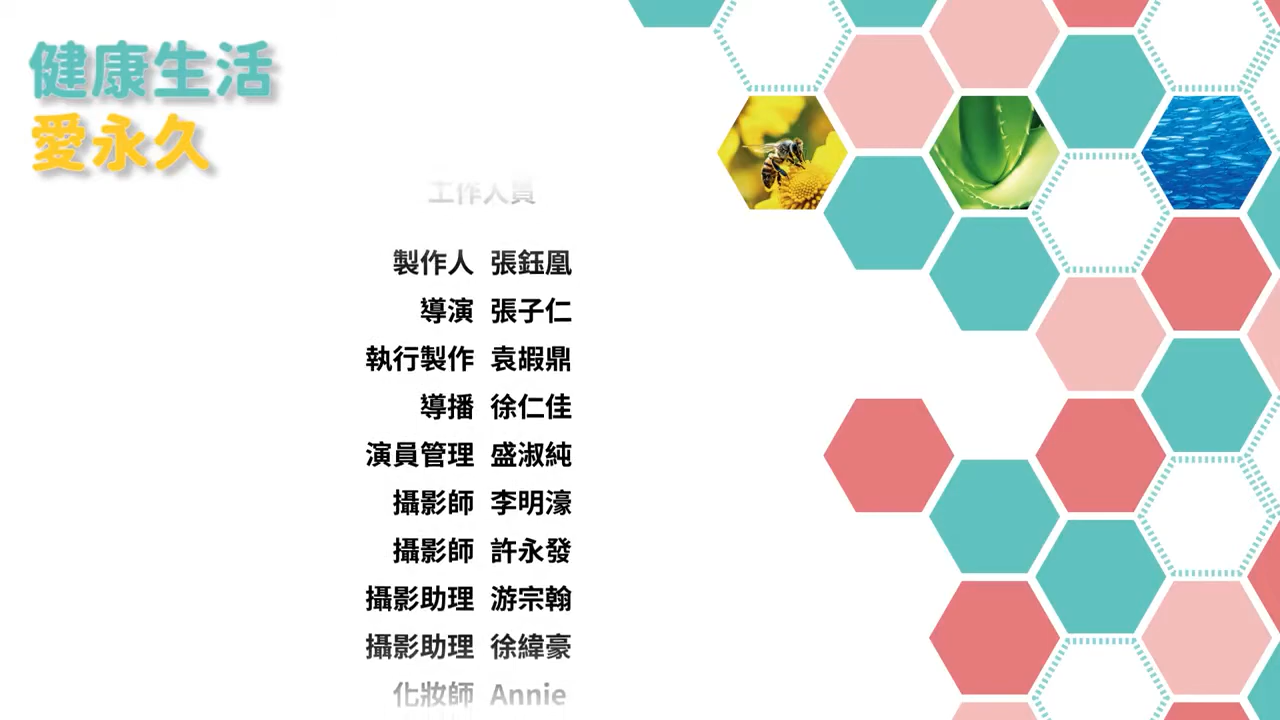 健康生活
愛永久
工作人員
製作人 張鈺凰
導演 張子仁
執行製作 袁嘏鼎
導播 徐仁佳
演員管理 盛淑純
攝影師 李明濠
攝影師 許永發
攝影助理 游宗翰
攝影助理 徐緯豪
化妝師 Annie